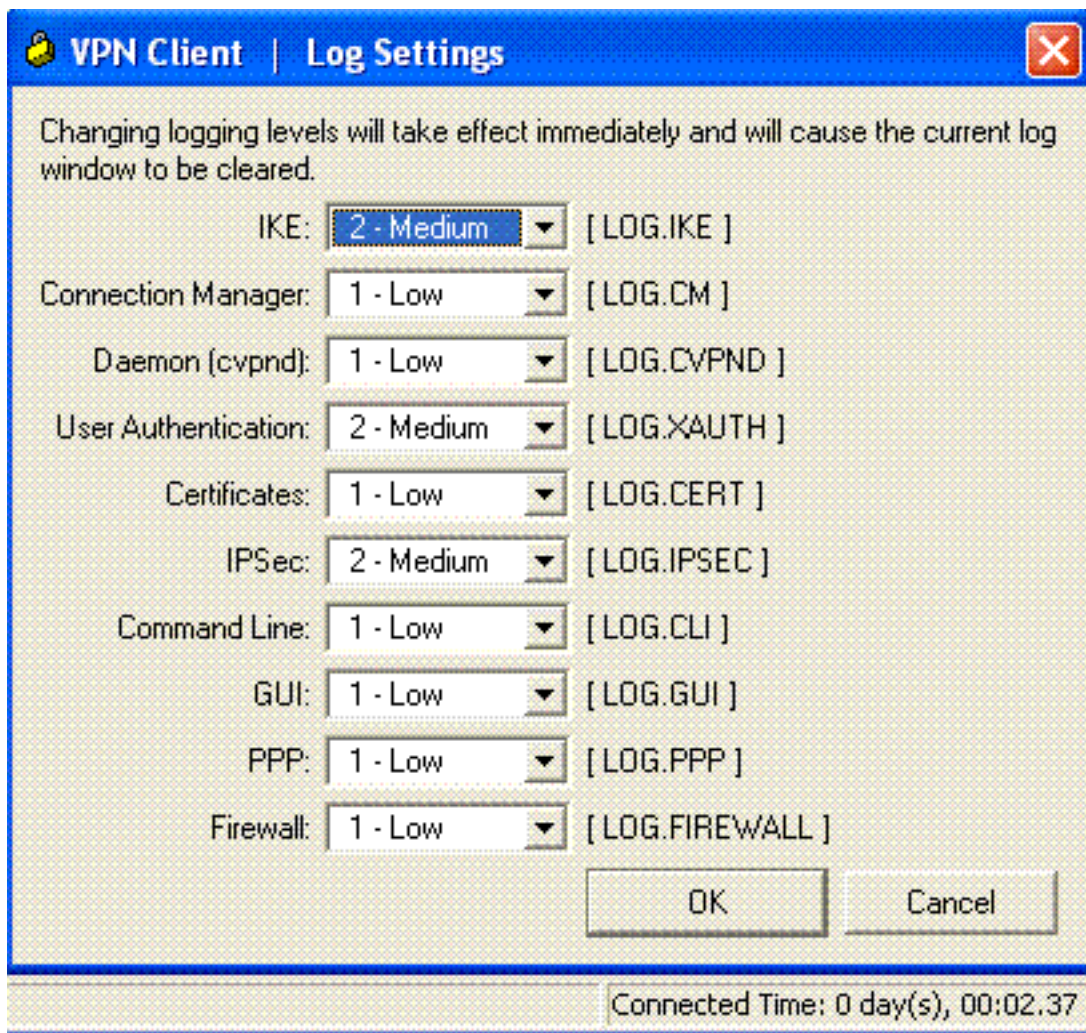 VPN Client | Log Settings
Changing logging levels will take effect immediately and will cause the current log
window to be cleared.
IKE: 2 - Medium [ LOG.IKE ]
Connection Manager: 1 - Low [ LOG.CM ]
Daemon (cvpnd): 1 - Low [ LOG.CVPND ]
User Authentication: 2 - Medium [ LOG.XAUTH ]
Certificates: 1 - Low [ LOG.CERT ]
IPSec: 2 - Medium [ LOG.IPSEC ]
Command Line: 1 - Low [ LOG.CLI ]
GUI: 1 - Low [ LOG.GUI ]
PPP: 1 - Low [ LOG.PPP ]
Firewall: 1 - Low [ LOG.FIREWALL ]
OK Cancel
Connected Time: 0 day(s), 00:02.37